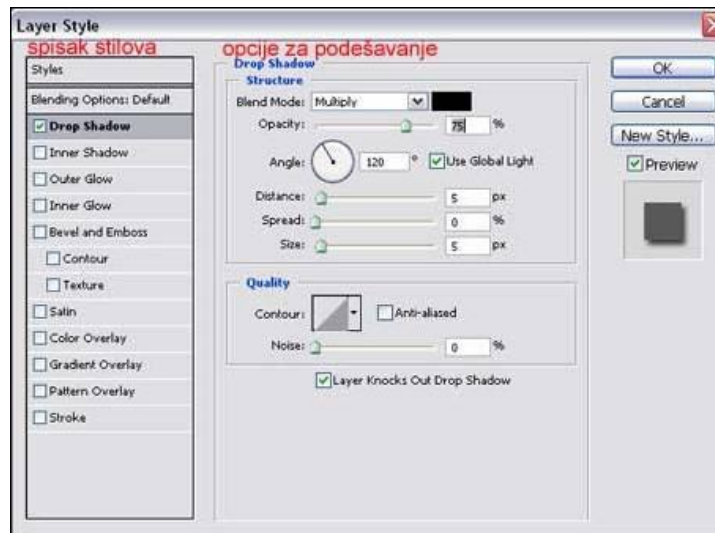 Layer Style
spisak stilova
opcije za podešavanje
Styles
Blending Options: Default
Drop Shadow
Inner Shadow
Outer Glow
Inner Glow
Bevel and Emboss
Contour
Texture
Satin
Color Overlay
Gradient Overlay
Pattern Overlay
Stroke
Drop Shadow
Structure
Blend Mode: Multiply
Opacity: 75 %
Angle: 120 ° Use Global Light
Distance: 5 px
Spread: 0 %
Size: 5 px
Quality
Contour: Anti-aliased
Noise: 0 %
Layer Knocks Out Drop Shadow
OK
Cancel
New Style...
Preview